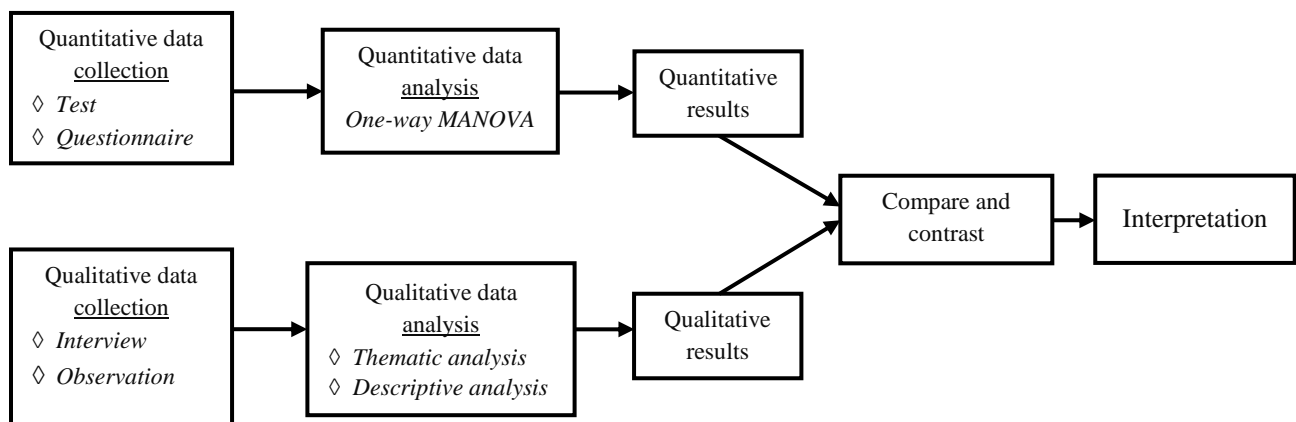 Quantitative data
collection
◊ Test
◊ Questionnaire
Quantitative data
analysis
One-way MANOVA
Quantitative
results
Compare and
contrast
Interpretation
Qualitative data
collection
◊ Interview
◊ Observation
Qualitative data
analysis
◊ Thematic analysis
◊ Descriptive analysis
Qualitative
results